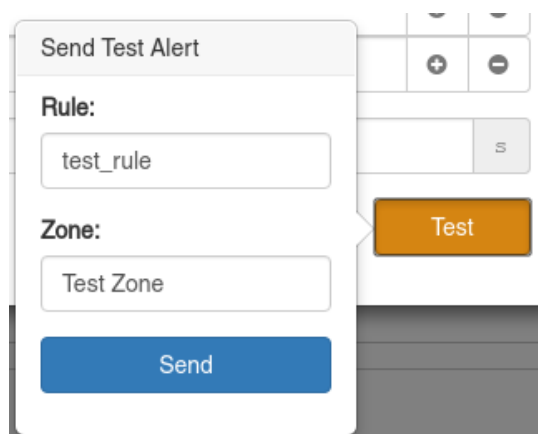 Send Test Alert
Rule:
test_rule
s
Zone:
Test
Test Zone
Send